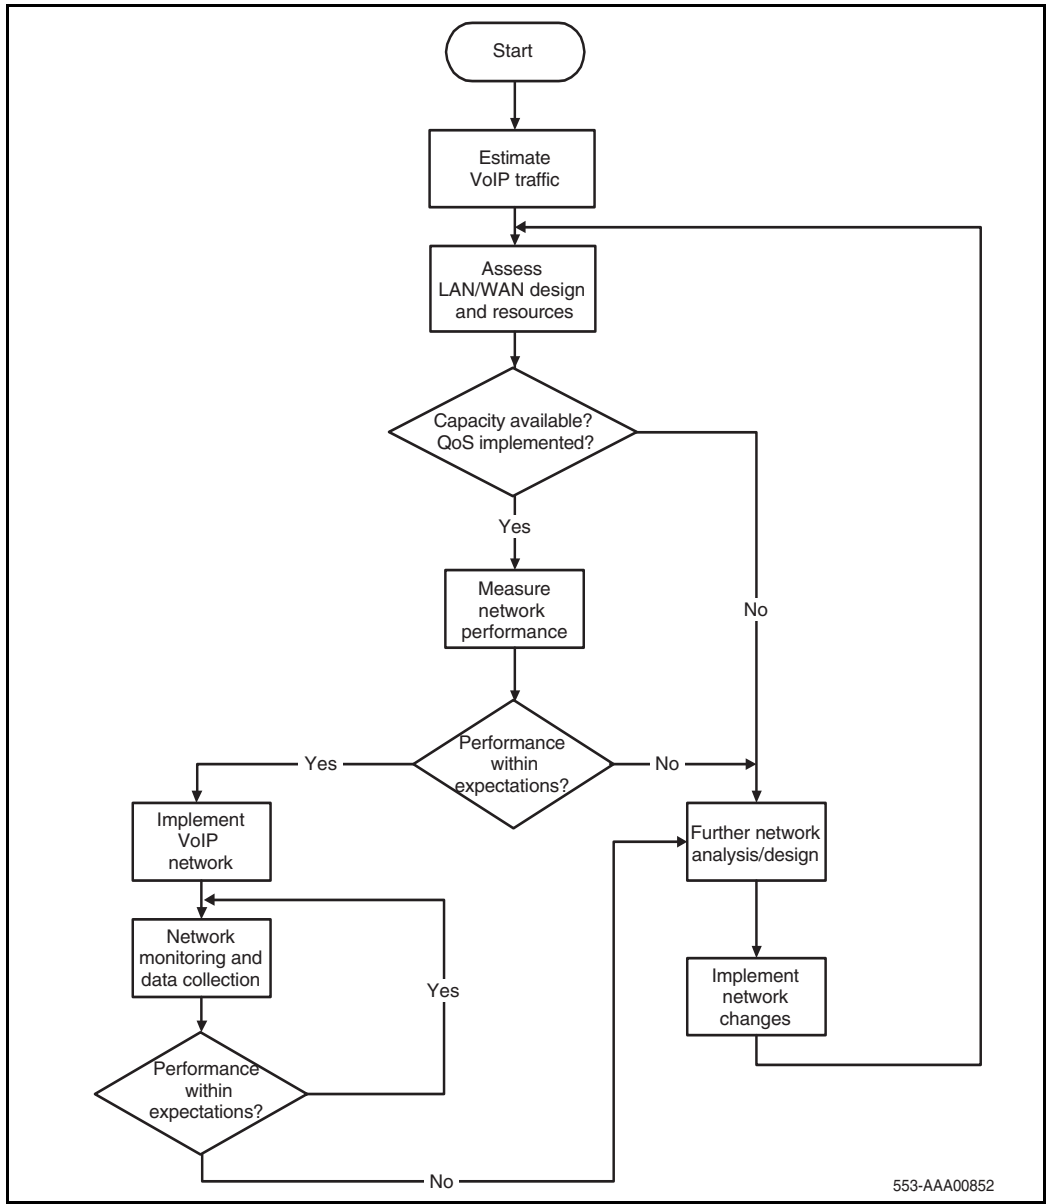 Start
Estimate
VoIP traffic
Assess
LAN/WAN design
and resources
Capacity available?
QoS implemented?
Yes
Measure
network
performance
No
Performance
within
expectations?
Yes
No
Implement
VoIP
network
Further network
analysis/design
Network
monitoring and
data collection
Yes
Implement
network
changes
Performance
within
expectations?
No
553-AAA00852